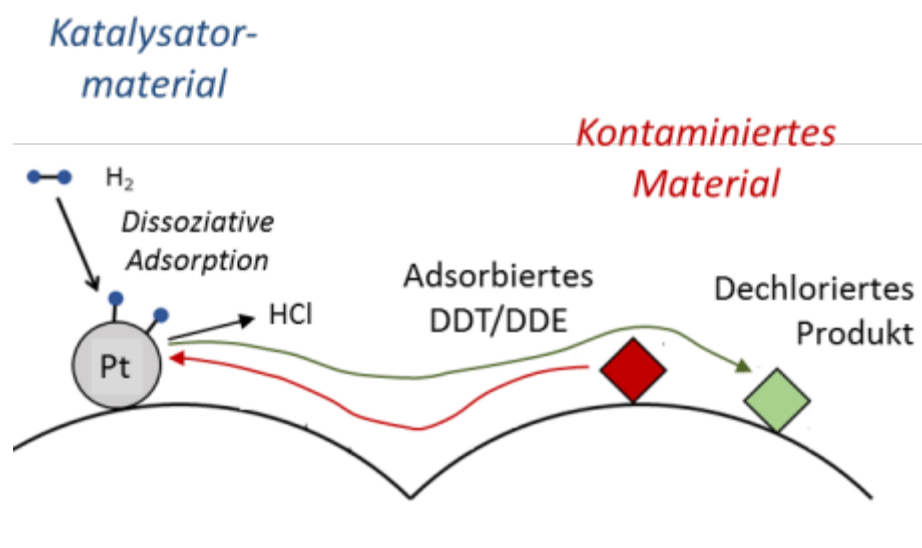 Katalysator-
material
Kontaminiertes
Material
H₂
Dissoziative
Adsorption
HCl
Adsorbiertes
DDT/DDE
Dechloriertes
Produkt
Pt